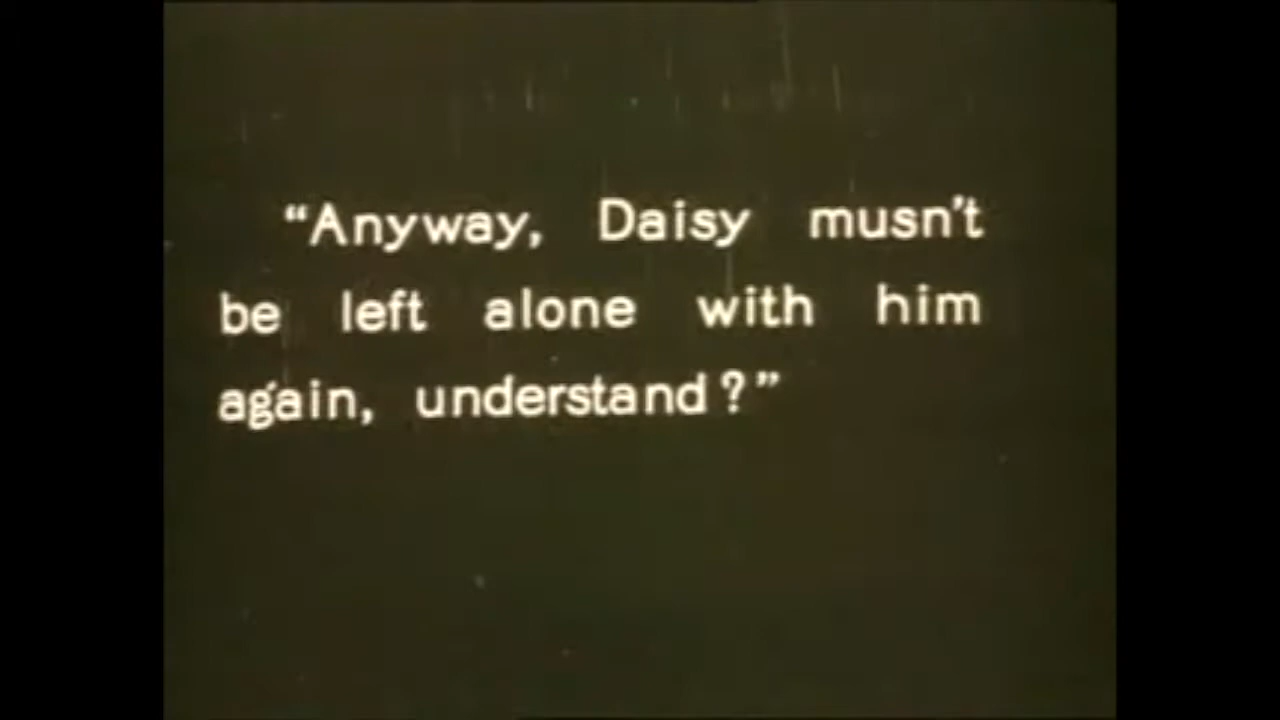 “Anyway, Daisy musn't
be left alone with him
again, understand?”